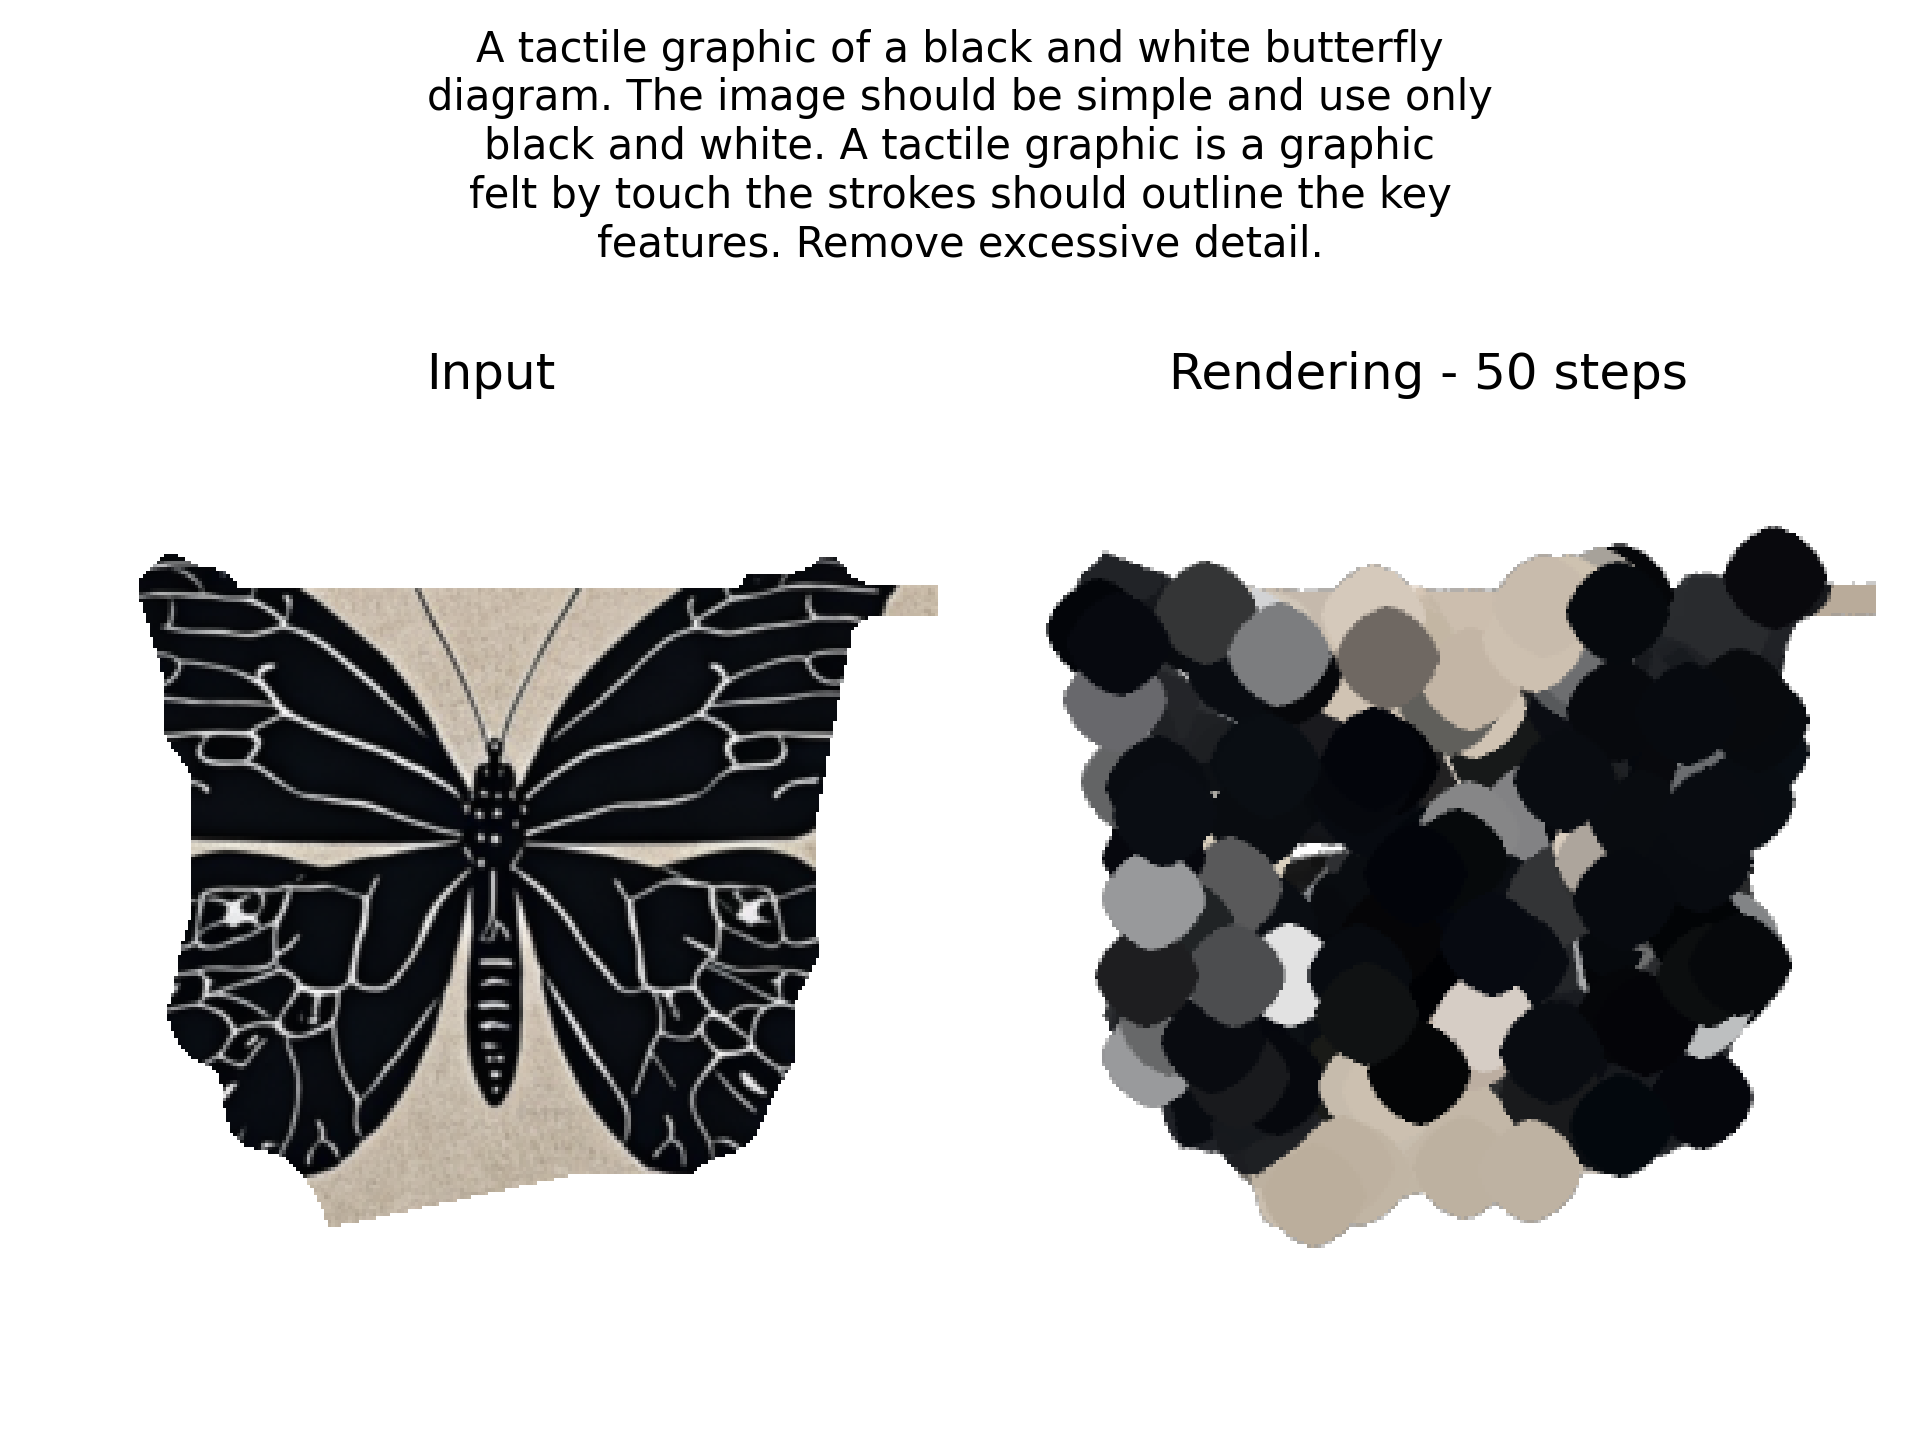 A tactile graphic of a black and white butterfly
diagram. The image should be simple and use only
black and white. A tactile graphic is a graphic
felt by touch the strokes should outline the key
features. Remove excessive detail.
Input
Rendering - 50 steps